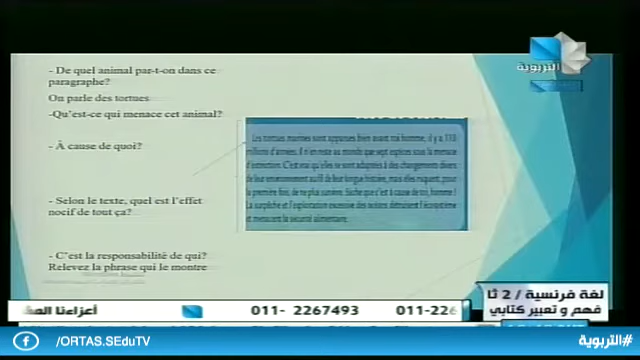 التربوية
- De quel animal par-t-on dans ce
paragraphe?
On parle des tortues
-Qu'est-ce qui menace cet animal?
- À cause de quoi?
- Selon le texte, quel est l'effet
nocif de tout ça?
- C'est la responsabilité de qui?
Relevez la phrase qui le montre
Les tortues marines sont apparues bien avant l'homme, il y a 110
millions d'années. Il n'en reste au monde que sept espèces sous la menace
d'extinction. C'est vrai qu'elles se sont adaptées à des changements divers
de leur environnement au fil de leur longue histoire, mais elles risquent, pour
la première fois, de ne plus survivre. Sache que c'est à cause de toi, homme !
La surpêche et l'exploitation excessive des océans détruisent l'écosystème
et menacent la sécurité alimentaire.
لغة فرنسية / 2 ثا
فهم و تعبير كتابي
أعزاءنا
011- 2267493
011-226
/ORTAS.SEduTV
#التربوية